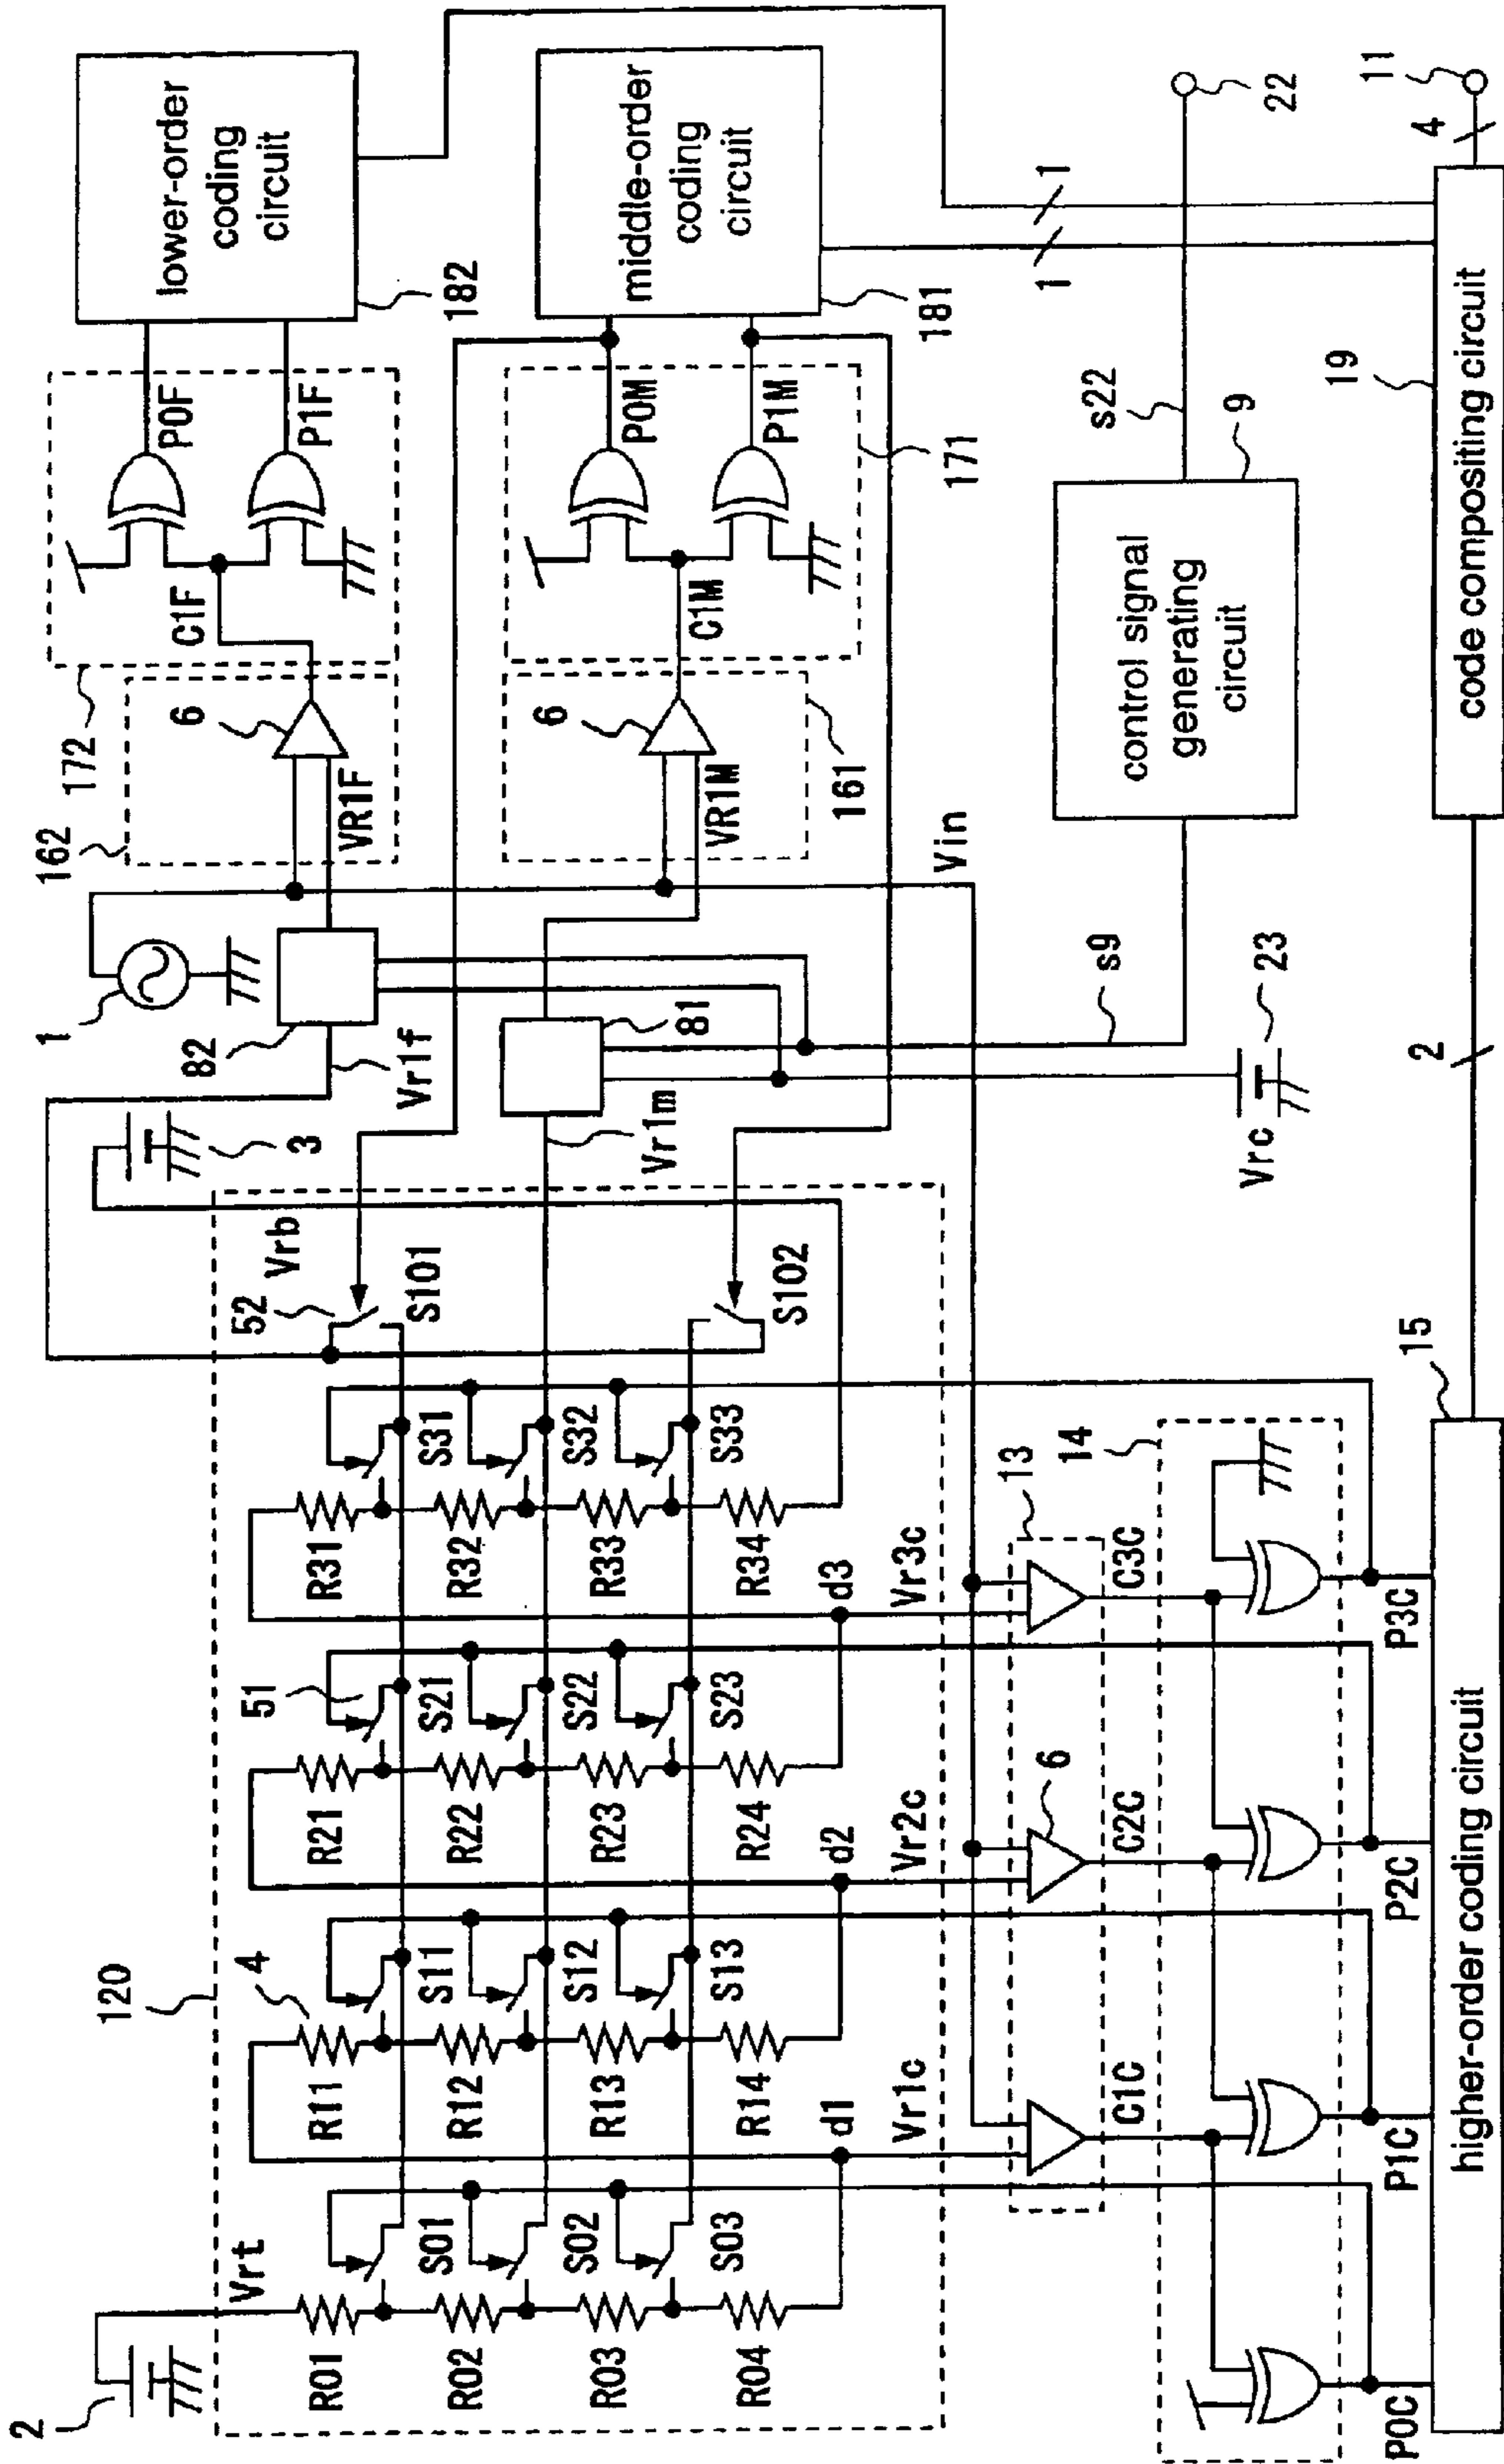 2
Vrt
120
R01
S01
R02
S02
R03
S03
R04
d1
4
R11
S11
R12
S12
R13
S13
R14
d2
51
R21
S21
R22
S22
R23
S23
R24
d3
R31
S31
R32
S32
R33
S33
R34
52
Vrb
S101
S102
3
Vr1f
Vr1m
82
81
1
162
172
VR1F
6
C1F
P0F
P1F
lower-order
coding
circuit
182
VR1M
6
161
C1M
P0M
P1M
171
middle-order
coding
circuit
181
Vin
s9
Vrc
23
control signal
generating
circuit
9
s22
22
1
1
Vr1c
Vr2c
Vr3c
13
6
C1C
C2C
C3C
14
P0C
P1C
P2C
P3C
15
higher-order coding circuit
2
19
code compositing circuit
4
11